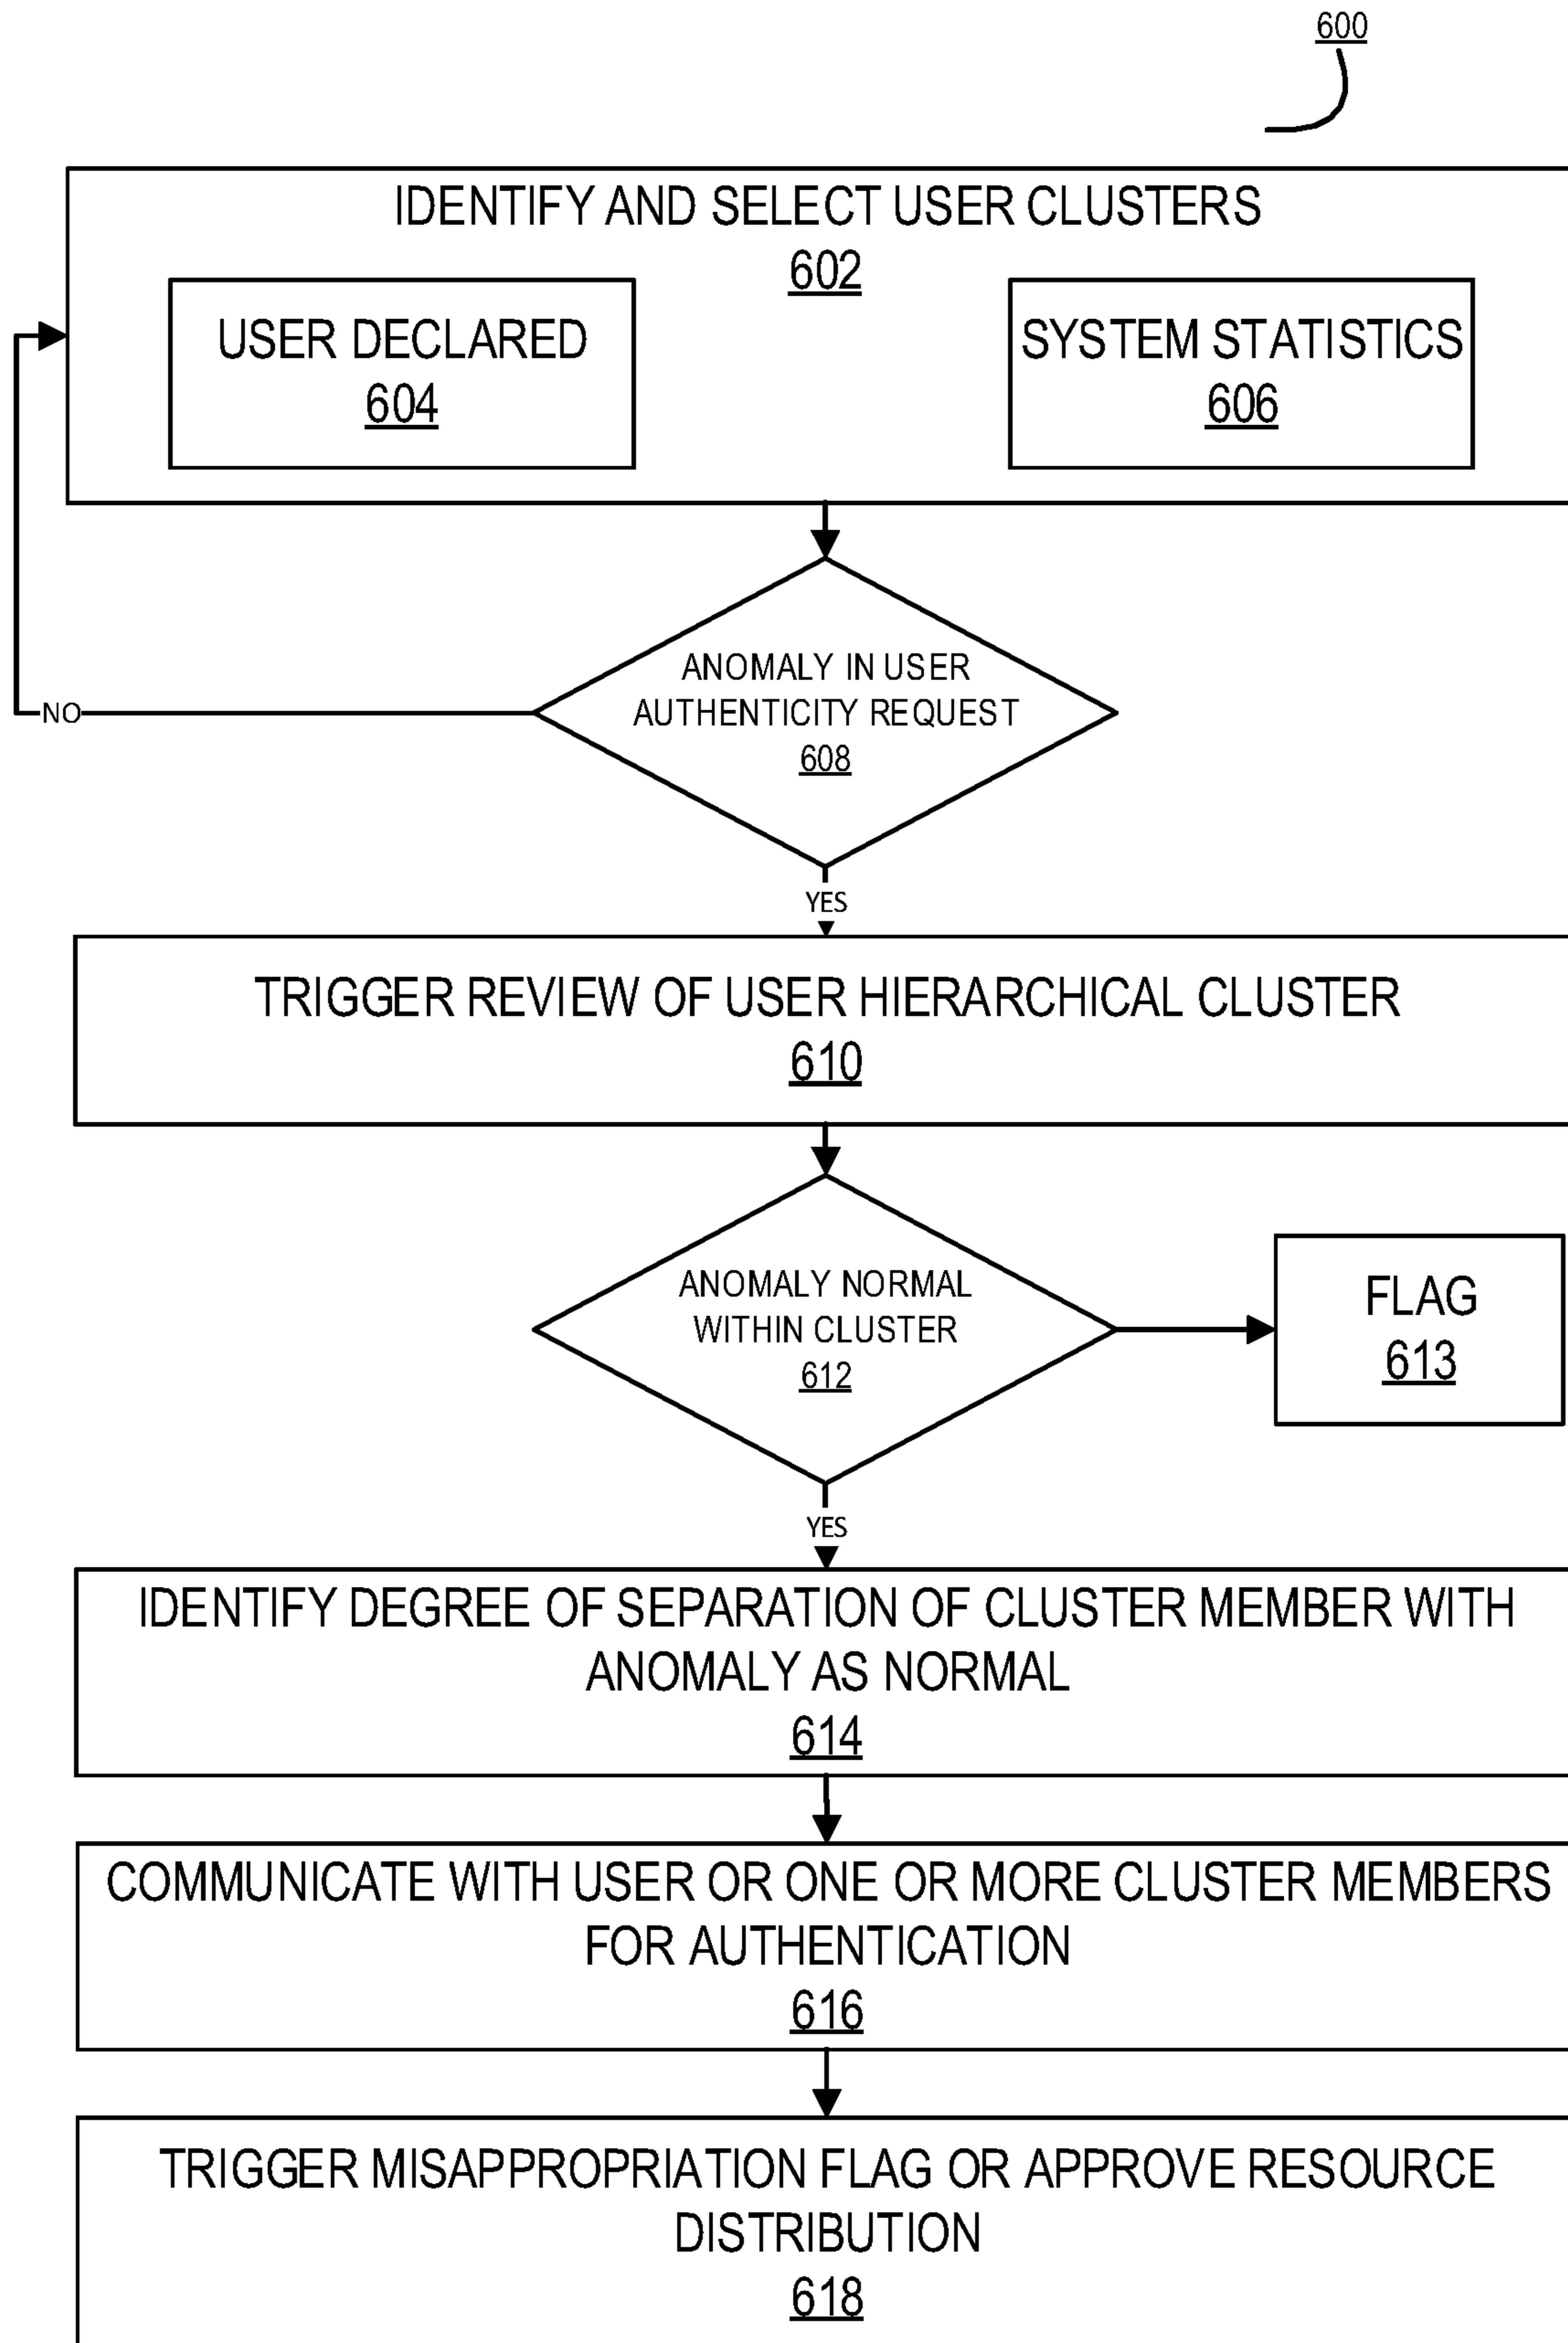 600
IDENTIFY AND SELECT USER CLUSTERS
602
USER DECLARED
604
SYSTEM STATISTICS
606
ANOMALY IN USER
AUTHENTICITY REQUEST
608
NO
YES
TRIGGER REVIEW OF USER HIERARCHICAL CLUSTER
610
ANOMALY NORMAL
WITHIN CLUSTER
612
FLAG
613
YES
IDENTIFY DEGREE OF SEPARATION OF CLUSTER MEMBER WITH
ANOMALY AS NORMAL
614
COMMUNICATE WITH USER OR ONE OR MORE CLUSTER MEMBERS
FOR AUTHENTICATION
616
TRIGGER MISAPPROPRIATION FLAG OR APPROVE RESOURCE
DISTRIBUTION
618